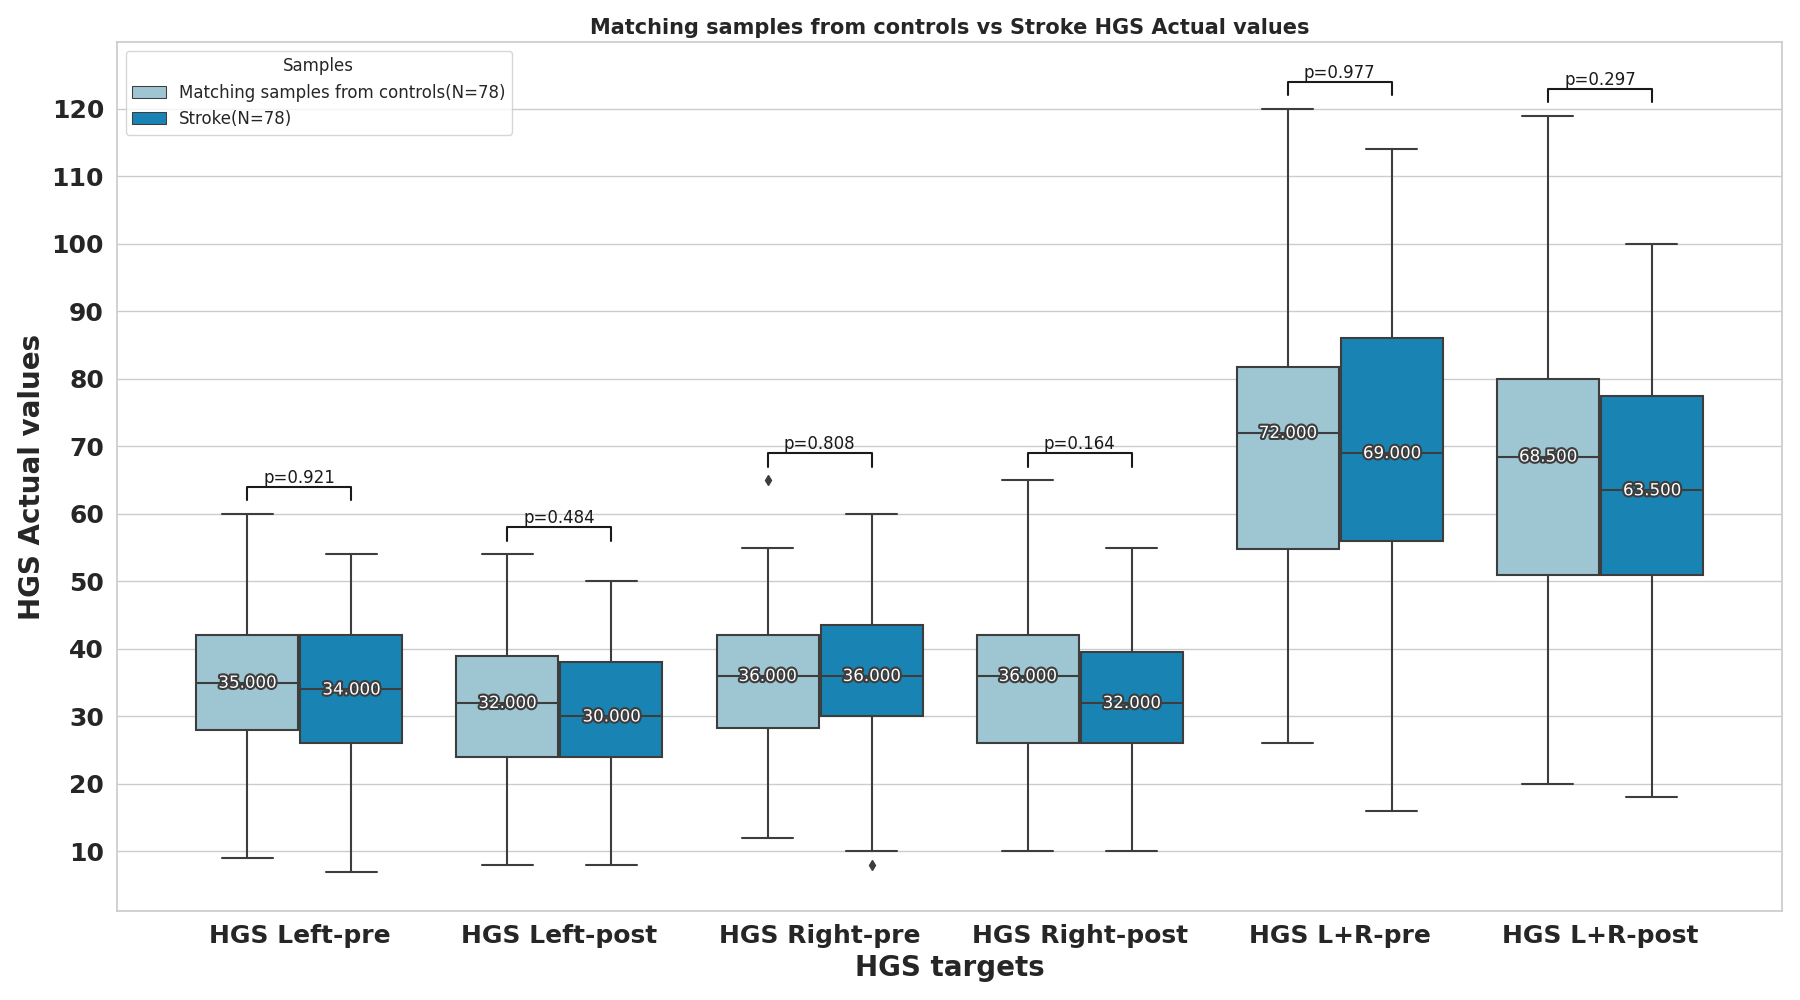 Matching samples from controls vs Stroke HGS Actual values
Samples
Matching samples from controls(N=78)
Stroke(N=78)
HGS Actual values
120
110
100
90
80
70
60
50
40
30
20
10
p=0.921
p=0.484
p=0.808
p=0.164
p=0.977
p=0.297
35.000
34.000
32.000
30.000
36.000
36.000
36.000
32.000
72.000
69.000
68.500
63.500
HGS Left-pre
HGS Left-post
HGS Right-pre
HGS Right-post
HGS L+R-pre
HGS L+R-post
HGS targets